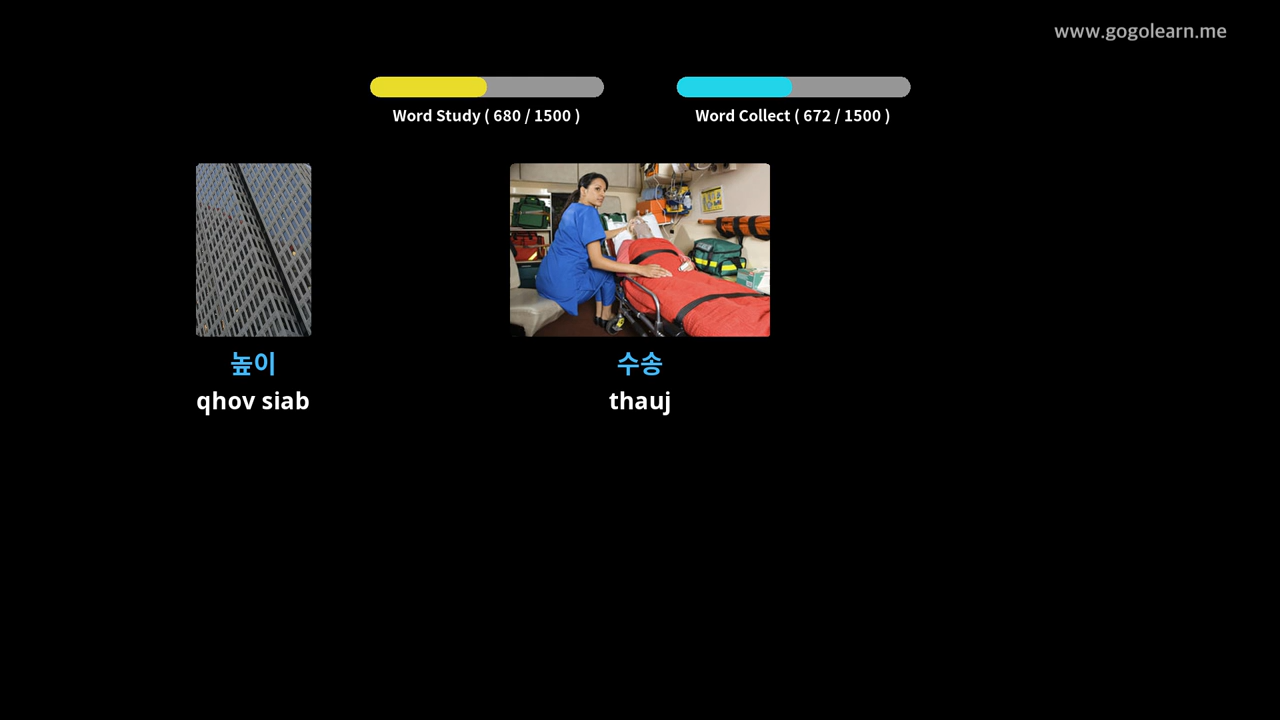 www.gogolearn.me
Word Study ( 680 / 1500 )
Word Collect ( 672 / 1500 )
높이
qhov siab
수송
thauj